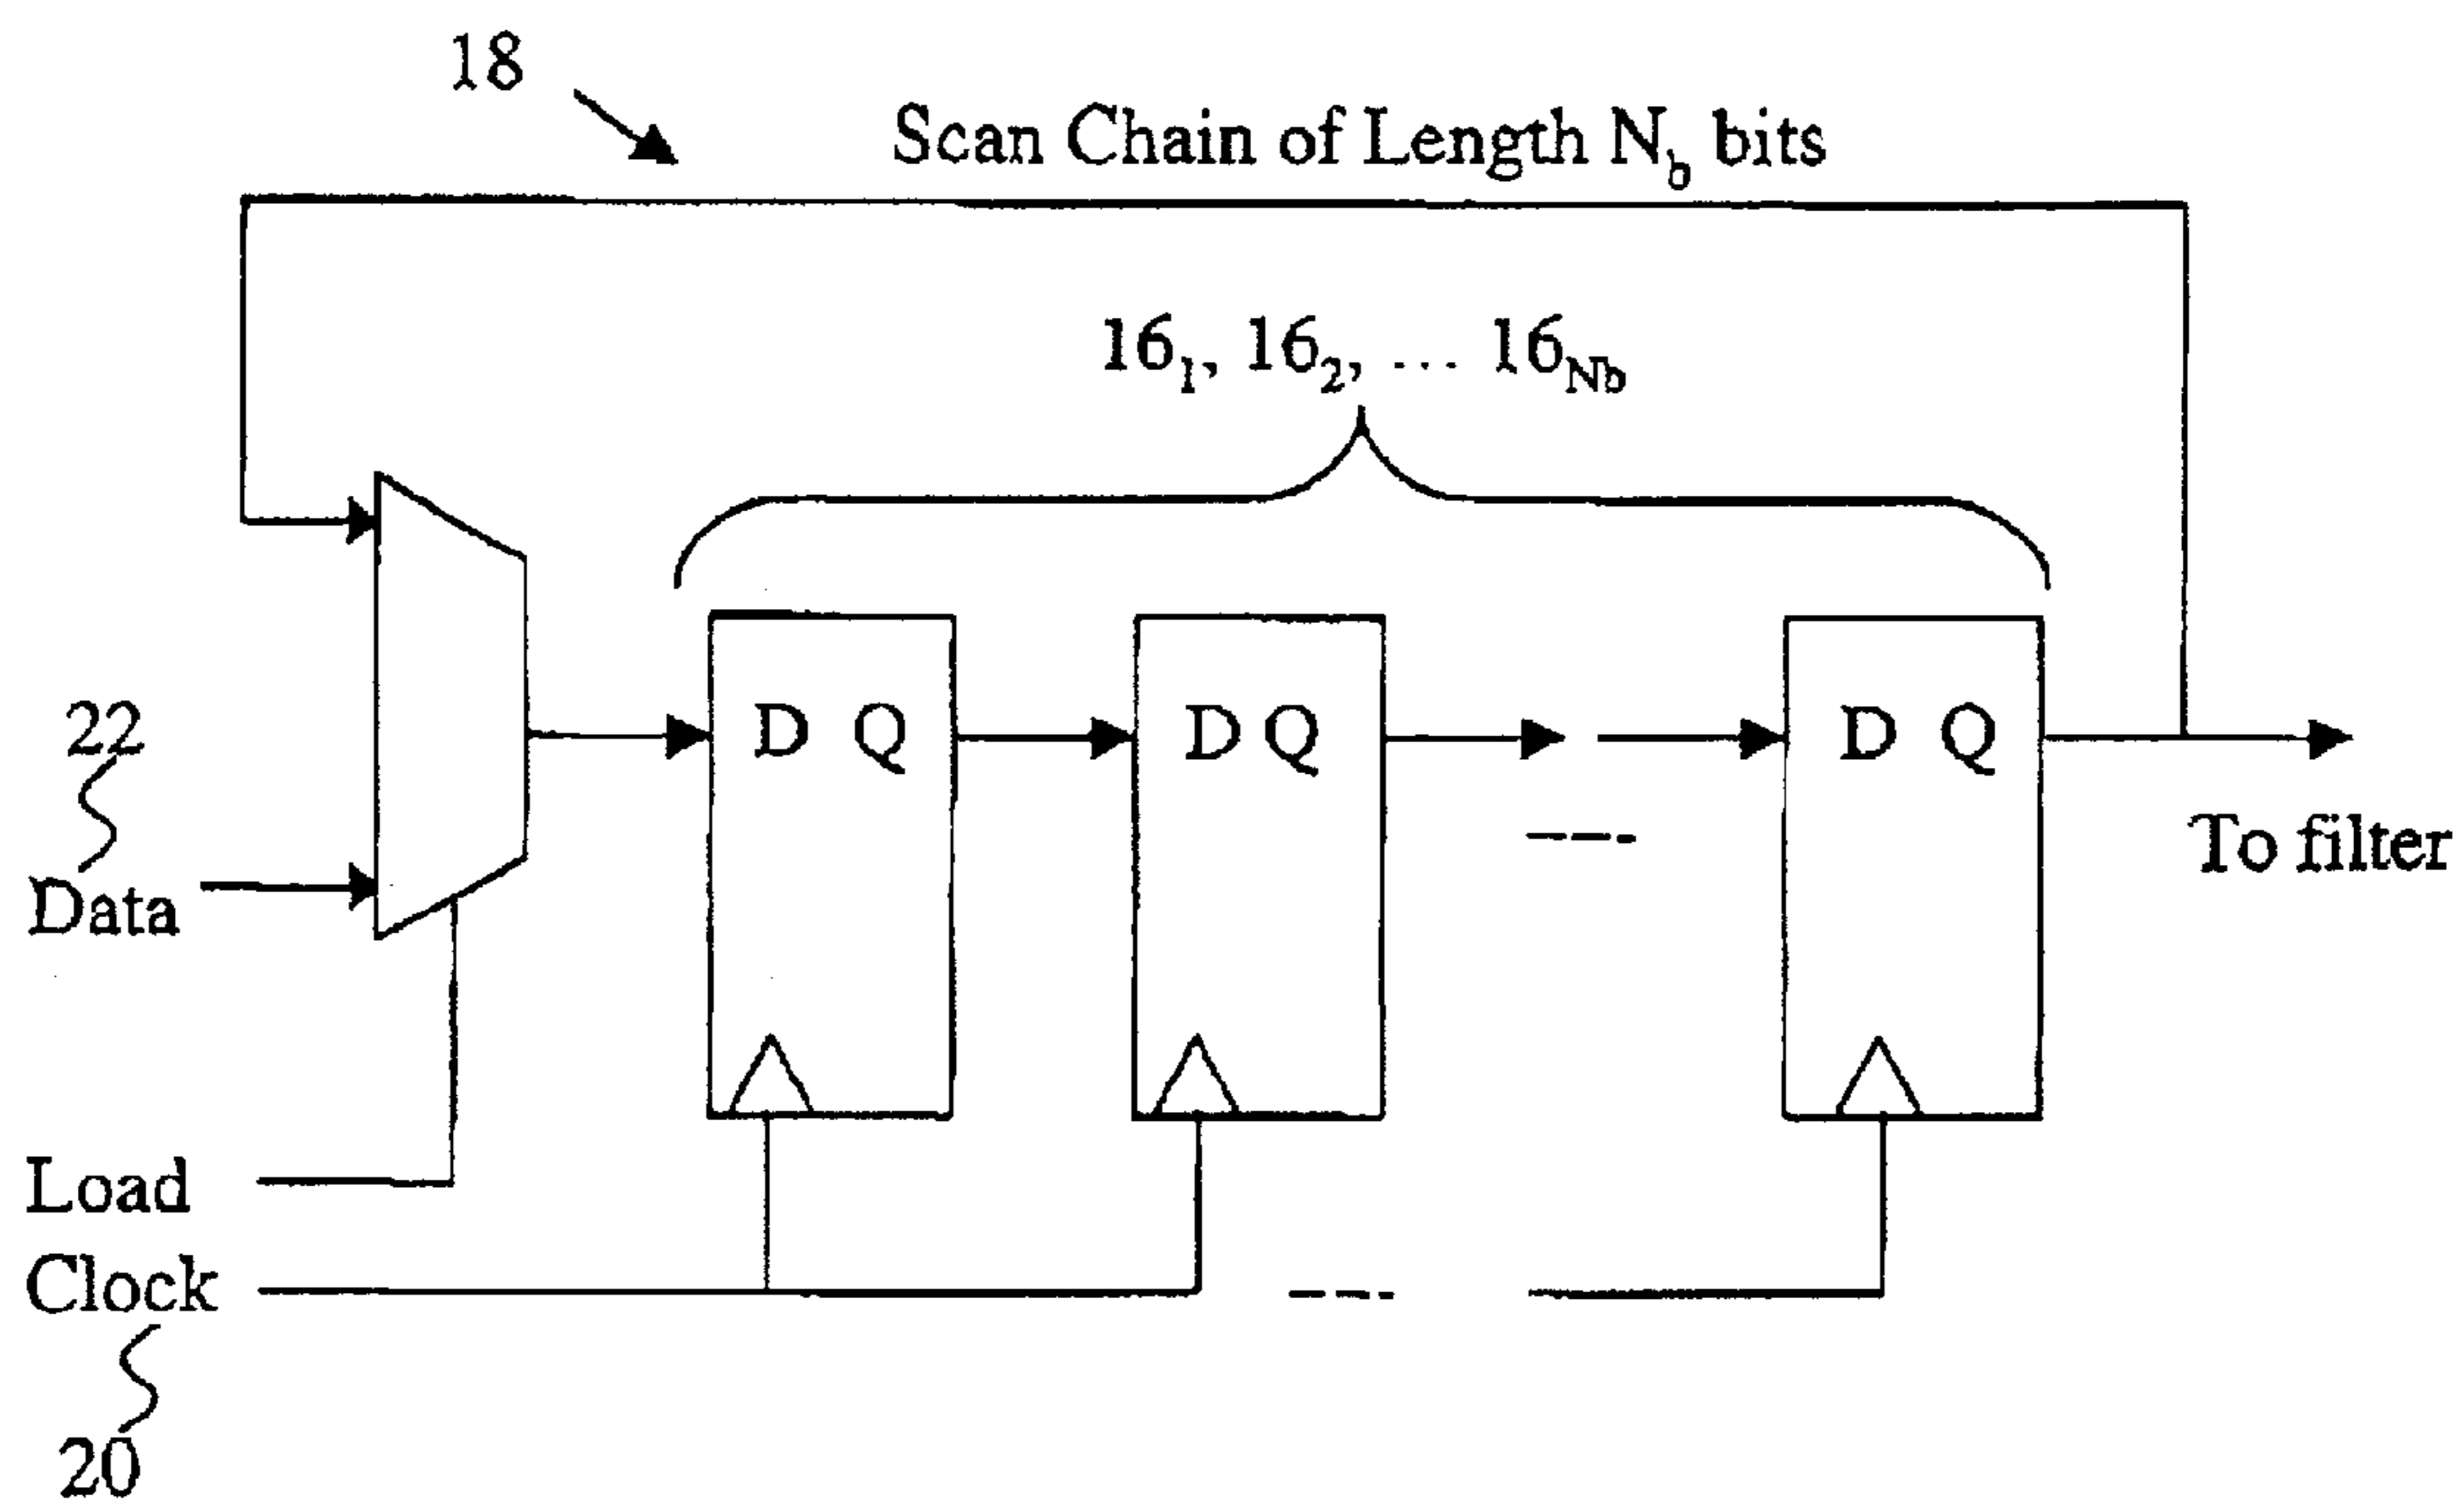 18
Scan Chain of Length N_b bits
16_1, 16_2, ... 16_Nb
D Q
D Q
D Q
22
Data
To filter
Load
Clock
20